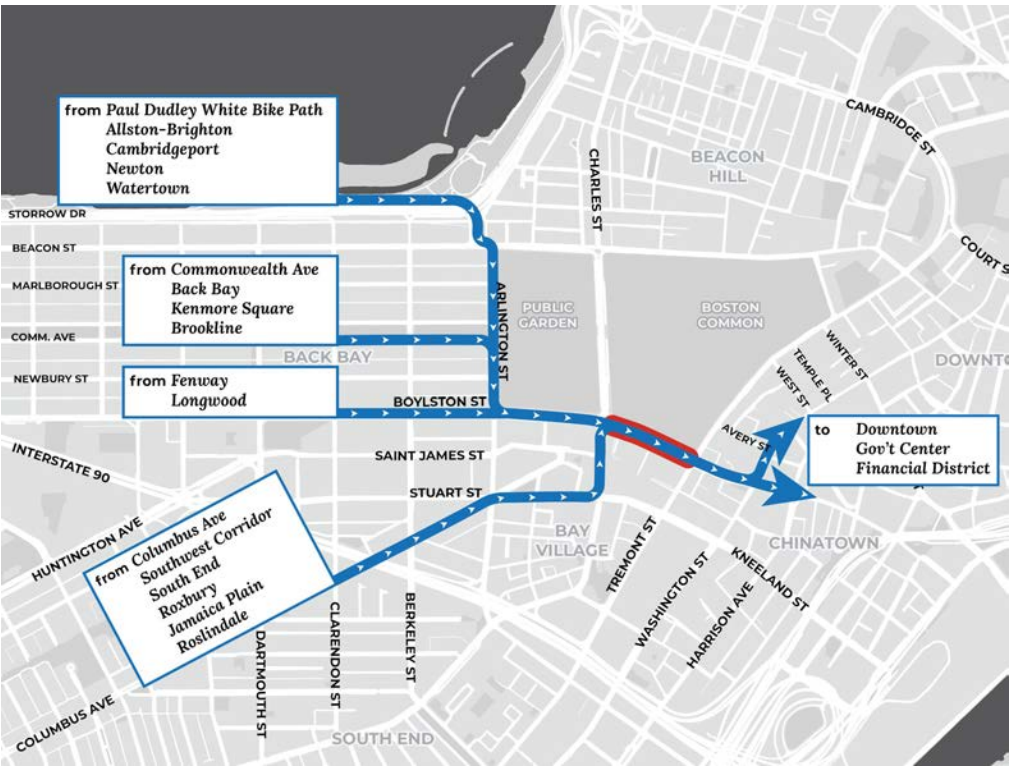 from Paul Dudley White Bike Path
Allston-Brighton
Cambridgeport
Newton
Watertown
CAMBRIDGE ST
BEACON
HILL
CHARLES ST
STORROW DR
BEACON ST
COURT S
from Commonwealth Ave
Back Bay
Kenmore Square
Brookline
MARLBOROUGH ST
ARLINGTON ST
PUBLIC
GARDEN
BOSTON
COMMON
COMM. AVE
BACK BAY
WINTER ST
TEMPLE PL
WEST ST
DOWNTO
NEWBURY ST
from Fenway
Longwood
BOYLSTON ST
AVERY ST
to Downtown
Gov't Center
Financial District
INTERSTATE 90
SAINT JAMES ST
STUART ST
HUNTINGTON AVE
from Columbus Ave
Southwest Corridor
South End
Roxbury
Jamaica Plain
Roslindale
BAY
VILLAGE
TREMONT ST
CHINATOWN
KNEELAND ST
WASHINGTON ST
HARRISON AVE
CLARENDON ST
BERKELEY ST
DARTMOUTH ST
COLUMBUS AVE
SOUTH END